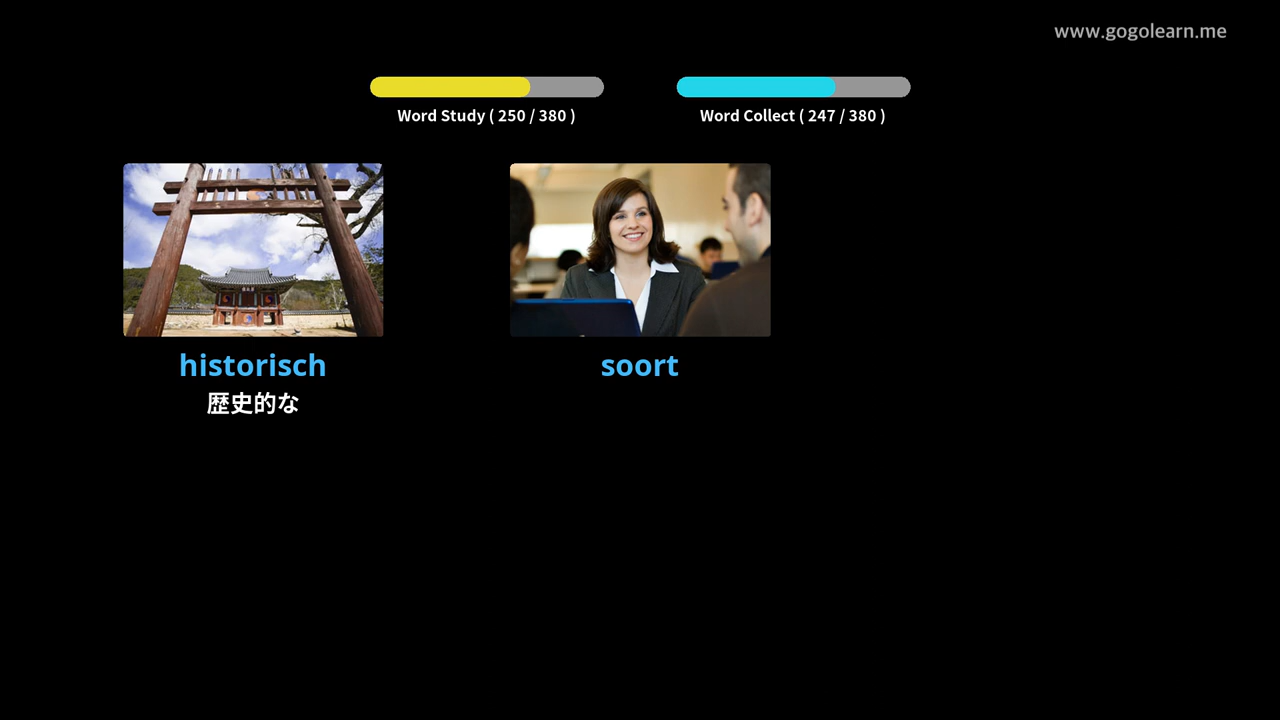 www.gogolearn.me
Word Study ( 250 / 380 )
Word Collect ( 247 / 380 )
historisch
歴史的な
soort